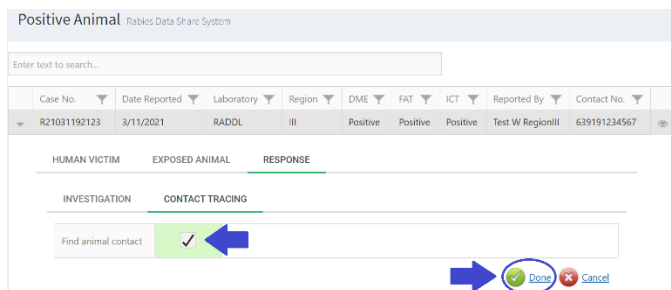 Positive Animal Rabies Data Share System
Enter text to search...
Case No. Date Reported Laboratory Region DME FAT ICT Reported By Contact No.
R21031192123 3/11/2021 RADDL III Positive Positive Positive Test W RegionIII 639191234567
HUMAN VICTIM EXPOSED ANIMAL RESPONSE
INVESTIGATION CONTACT TRACING
Find animal contact
Done Cancel